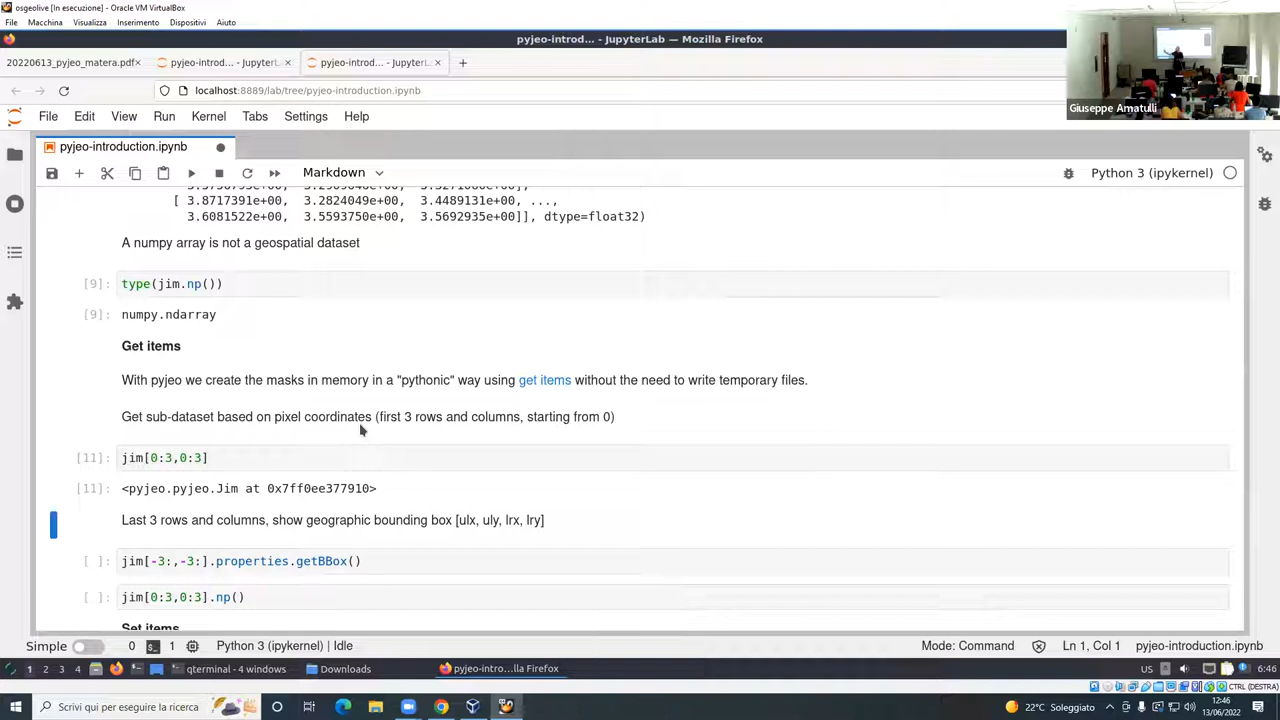 osgeolive [In esecuzione] - Oracle VM VirtualBox
File Macchina Visualizza Inserimento Dispositivi Aiuto
pyjeo-introd… - JupyterLab — Mozilla Firefox
20220613_pyjeo_matera.pdf × pyjeo-introd… - JupyterLa × pyjeo-introd… - JupyterLa × +
localhost:8889/lab/tree/pyjeo-introduction.ipynb
Giuseppe Amatulli
File Edit View Run Kernel Tabs Settings Help
pyjeo-introduction.ipynb
Markdown Python 3 (ipykernel)
[ 3.8717391e+00, 3.2824049e+00, 3.4489131e+00, ...,
3.6081522e+00, 3.5593750e+00, 3.5692935e+00]], dtype=float32)
A numpy array is not a geospatial dataset
[9]: type(jim.np())
[9]: numpy.ndarray
Get items
With pyjeo we create the masks in memory in a "pythonic" way using get items without the need to write temporary files.
Get sub-dataset based on pixel coordinates (first 3 rows and columns, starting from 0)
[11]: jim[0:3,0:3]
[11]: <pyjeo.pyjeo.Jim at 0x7ff0ee377910>
Last 3 rows and columns, show geographic bounding box [ulx, uly, lrx, lry]
[ ]: jim[-3:,-3:].properties.getBBox()
[ ]: jim[0:3,0:3].np()
Set items
Simple 0 1 Python 3 (ipykernel) | Idle Mode: Command Ln 1, Col 1 pyjeo-introduction.ipynb
1 2 3 4 qterminal - 4 windows Downloads pyjeo-intro…lla Firefox US 6:46
CTRL (DESTRA)
Scrivi qui per eseguire la ricerca 22°C Soleggiato 12:46
13/06/2022